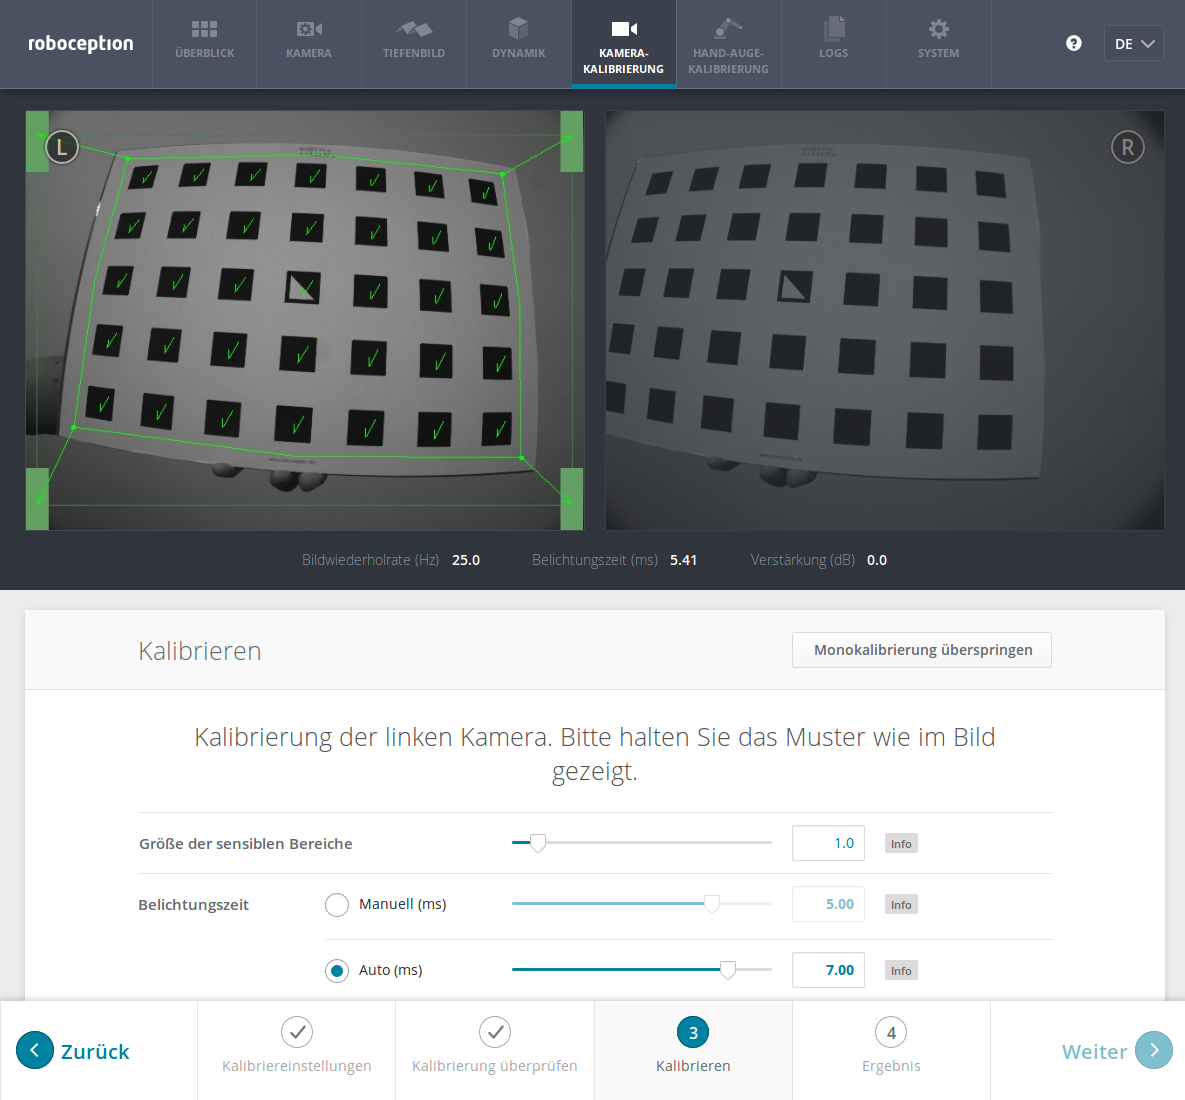 roboception
ÜBERBLICK
KAMERA
TIEFENBILD
DYNAMIK
KAMERA-
KALIBRIERUNG
HAND-AUGE-
KALIBRIERUNG
LOGS
SYSTEM
?
DE
L
R
Bildwiederholrate (Hz) 25.0
Belichtungszeit (ms) 5.41
Verstärkung (dB) 0.0
Kalibrieren
Monokalibrierung überspringen
Kalibrierung der linken Kamera. Bitte halten Sie das Muster wie im Bild
gezeigt.
Größe der sensiblen Bereiche
1.0
Info
Belichtungszeit
Manuell (ms)
5.00
Info
Auto (ms)
7.00
Info
Zurück
Kalibriereinstellungen
Kalibrierung überprüfen
3
Kalibrieren
4
Ergebnis
Weiter